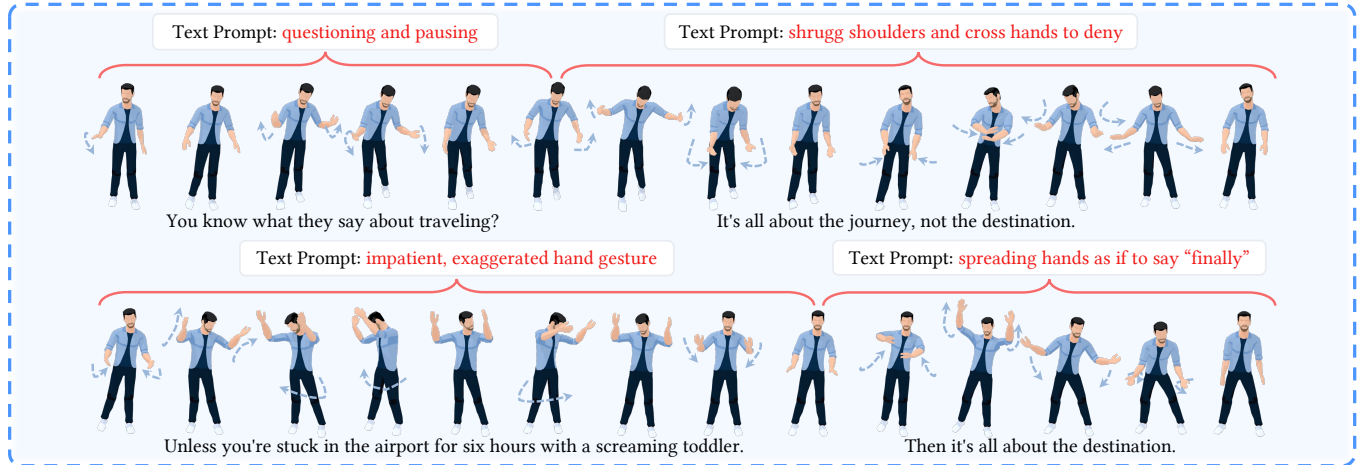 Text Prompt: questioning and pausing
Text Prompt: shrugg shoulders and cross hands to deny
You know what they say about traveling?
It's all about the journey, not the destination.
Text Prompt: impatient, exaggerated hand gesture
Text Prompt: spreading hands as if to say “finally”
Unless you're stuck in the airport for six hours with a screaming toddler.
Then it's all about the destination.